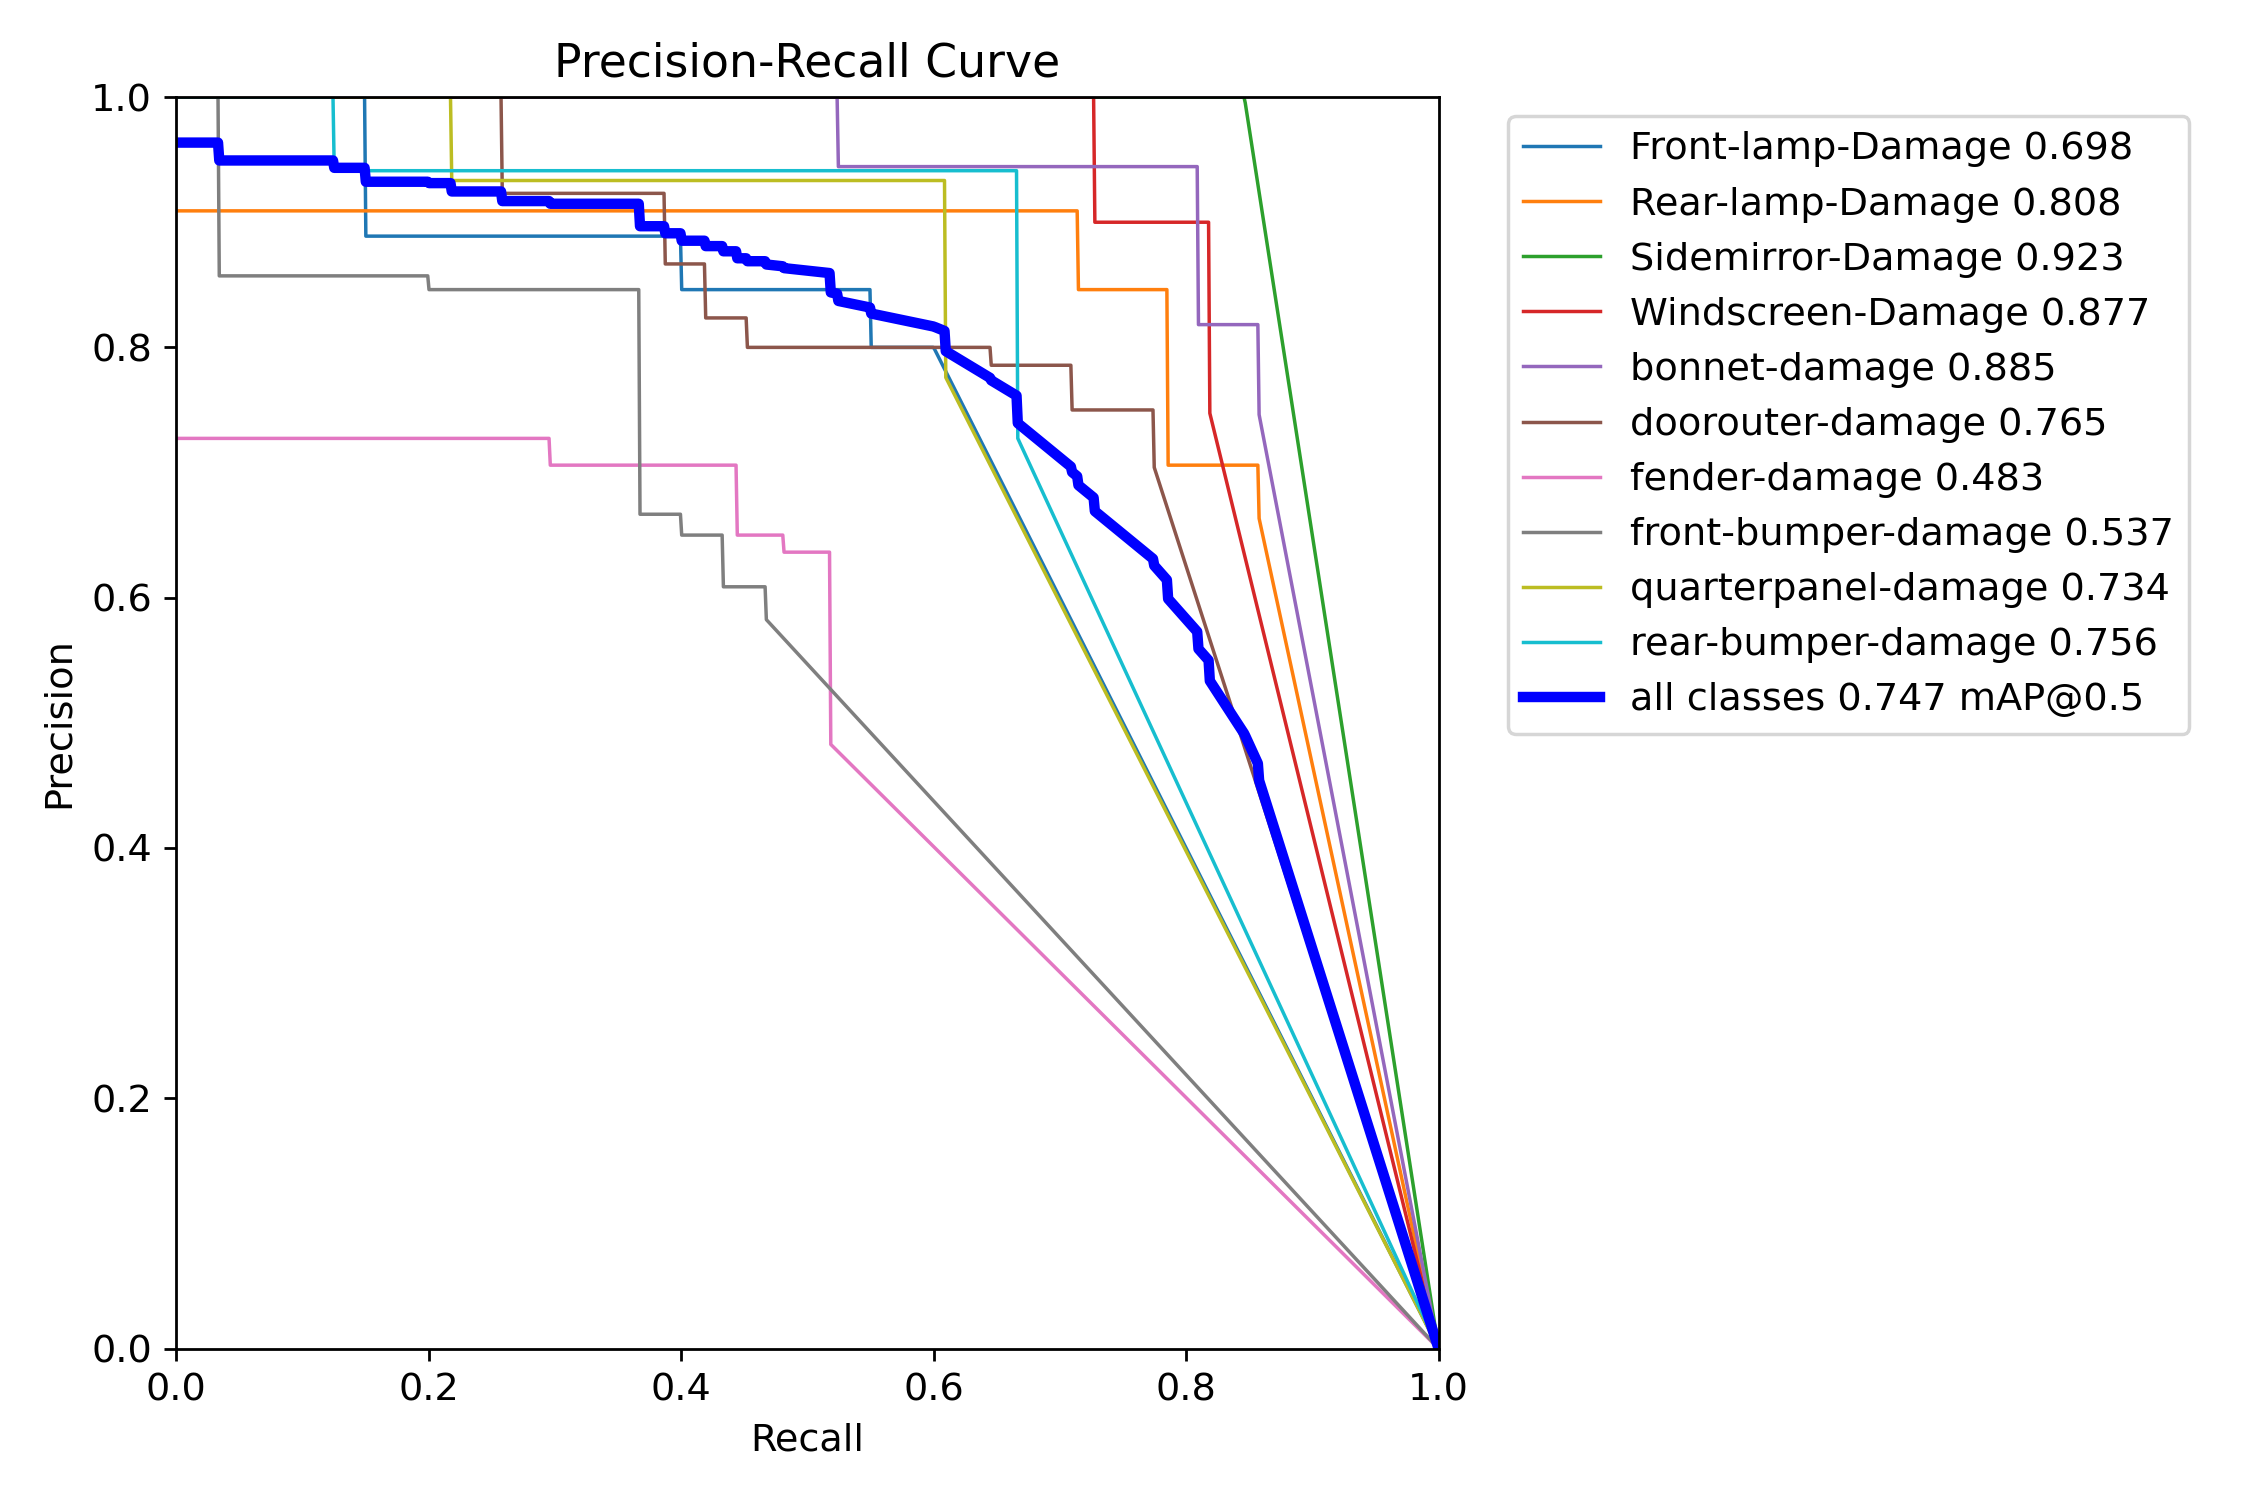 Precision-Recall Curve
1.0
0.8
0.6
0.4
0.2
0.0
Precision
0.0 0.2 0.4 0.6 0.8 1.0
Recall
Front-lamp-Damage 0.698
Rear-lamp-Damage 0.808
Sidemirror-Damage 0.923
Windscreen-Damage 0.877
bonnet-damage 0.885
doorouter-damage 0.765
fender-damage 0.483
front-bumper-damage 0.537
quarterpanel-damage 0.734
rear-bumper-damage 0.756
all classes 0.747 mAP@0.5